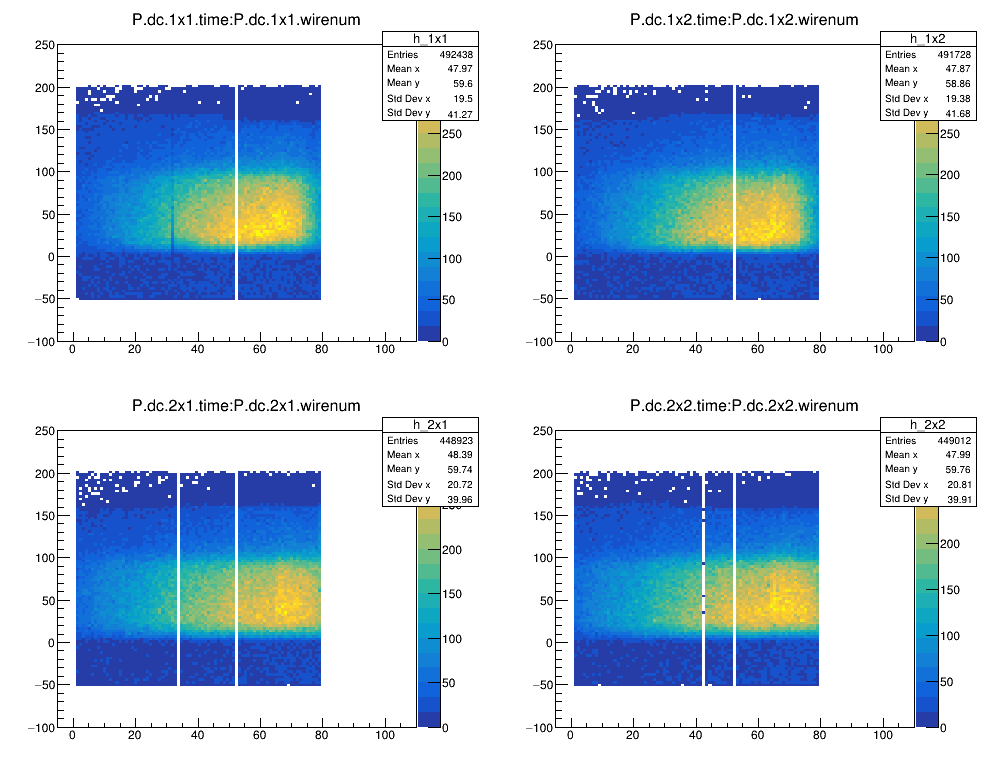 P.dc.1x1.time:P.dc.1x1.wirenum
h_1x1
Entries 492438
Mean x 47.97
Mean y 59.6
Std Dev x 19.5
Std Dev y 41.27
250
200
150
100
50
0
−50
−100
0 20 40 60 80 100
250
200
150
100
50
0
P.dc.1x2.time:P.dc.1x2.wirenum
h_1x2
Entries 491728
Mean x 47.87
Mean y 58.86
Std Dev x 19.38
Std Dev y 41.68
250
200
150
100
50
0
−50
−100
0 20 40 60 80 100
250
200
150
100
50
0
P.dc.2x1.time:P.dc.2x1.wirenum
h_2x1
Entries 448923
Mean x 48.39
Mean y 59.74
Std Dev x 20.72
Std Dev y 39.96
250
200
150
100
50
0
−50
−100
0 20 40 60 80 100
200
150
100
50
0
P.dc.2x2.time:P.dc.2x2.wirenum
h_2x2
Entries 449012
Mean x 47.99
Mean y 59.76
Std Dev x 20.81
Std Dev y 39.91
250
200
150
100
50
0
−50
−100
0 20 40 60 80 100
200
150
100
50
0